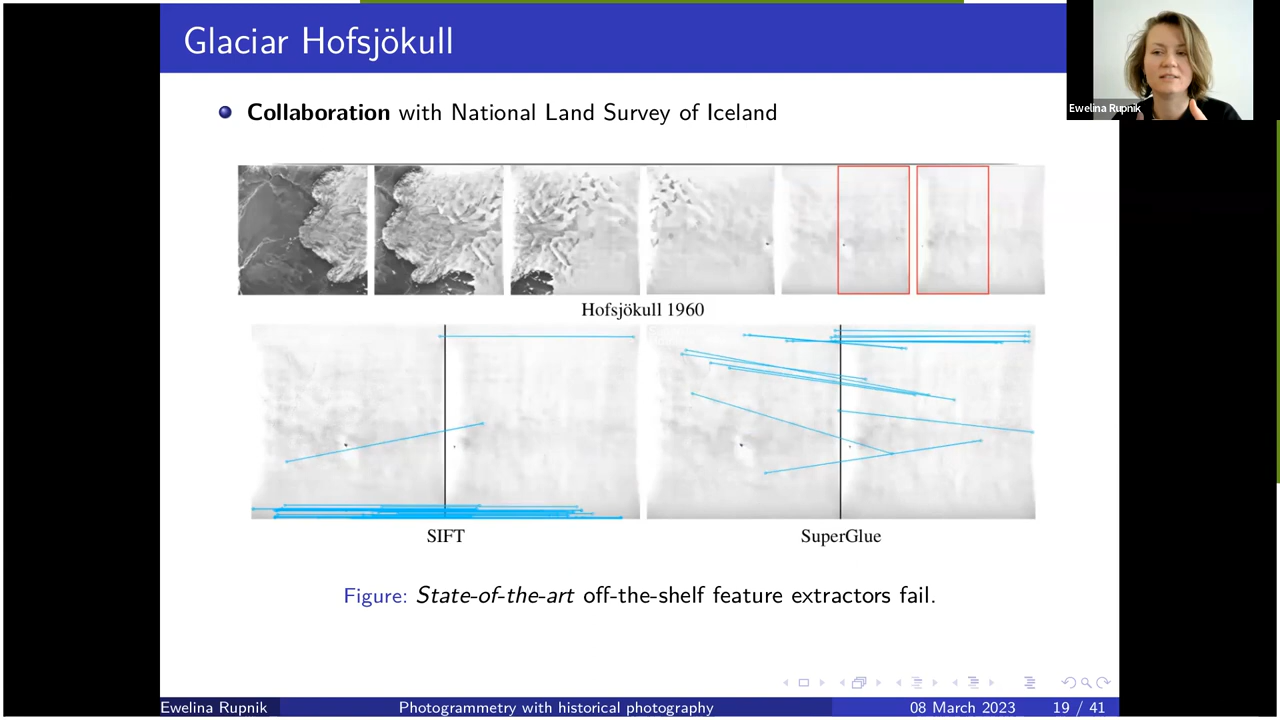 Glaciar Hofsjökull
Ewelina Rupnik
Collaboration with National Land Survey of Iceland
Hofsjökull 1960
SIFT
SuperGlue
Figure: State-of-the-art off-the-shelf feature extractors fail.
Ewelina Rupnik
Photogrammetry with historical photography
08 March 2023
19 / 41